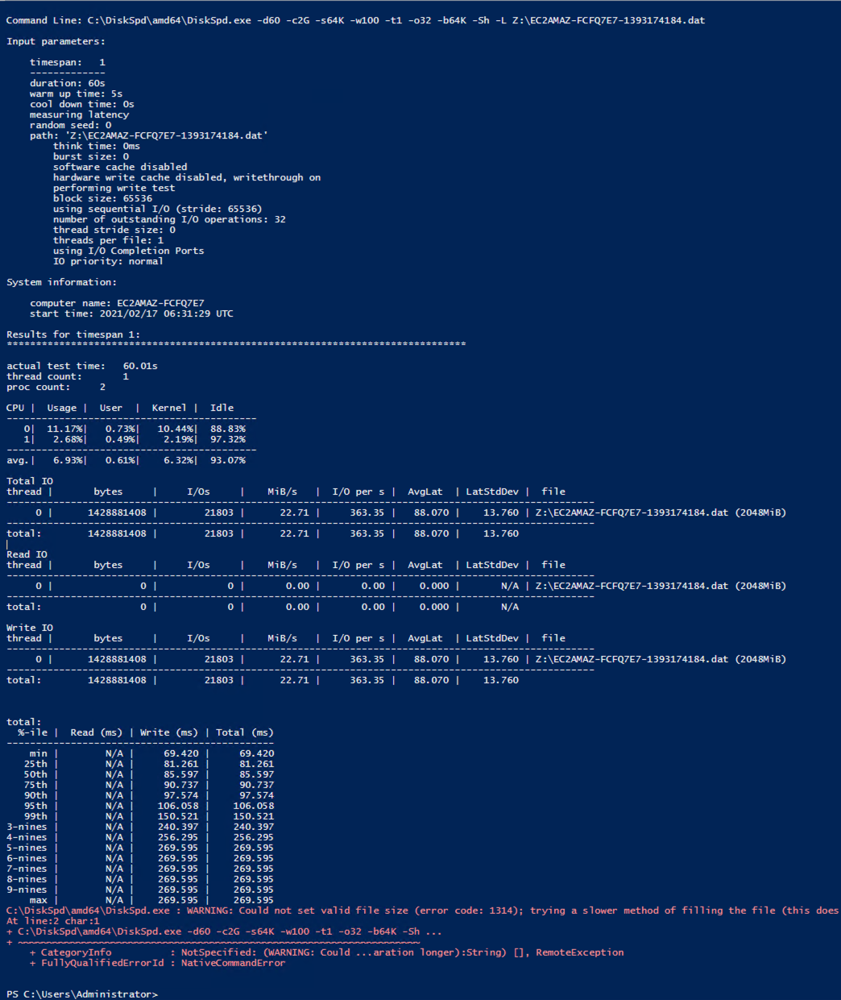 Command Line: C:\DiskSpd\amd64\DiskSpd.exe -d60 -c2G -s64K -w100 -t1 -o32 -b64K -Sh -L Z:\EC2AMAZ-FCFQ7E7-1393174184.dat
Input parameters:
timespan:   1
-------------
duration: 60s
warm up time: 5s
cool down time: 0s
measuring latency
random seed: 0
path: 'Z:\EC2AMAZ-FCFQ7E7-1393174184.dat'
think time: 0ms
burst size: 0
software cache disabled
hardware write cache disabled, writethrough on
performing write test
block size: 65536
using sequential I/O (stride: 65536)
number of outstanding I/O operations: 32
thread stride size: 0
threads per file: 1
using I/O Completion Ports
IO priority: normal
System information:
computer name: EC2AMAZ-FCFQ7E7
start time: 2021/02/17 06:31:29 UTC
Results for timespan 1:
*******************************************************************************
actual test time:   60.01s
thread count:       1
proc count:     2
CPU |  Usage |  User  |  Kernel |  Idle
-------------------------------------------
0|  11.17%|   0.73%|   10.44%|  88.83%
1|   2.68%|   0.49%|    2.19%|  97.32%
-------------------------------------------
avg.|   6.93%|   0.61%|    6.32%|  93.07%
Total IO
thread |       bytes     |     I/Os     |    MiB/s   |  I/O per s |  AvgLat  | LatStdDev |  file
-----------------------------------------------------------------------------------------------------
0 |      1428881408 |        21803 |      22.71 |     363.35 |   88.070 |    13.760 | Z:\EC2AMAZ-FCFQ7E7-1393174184.dat (2048MiB)
-----------------------------------------------------------------------------------------------------
total:        1428881408 |        21803 |      22.71 |     363.35 |   88.070 |    13.760
Read IO
thread |       bytes     |     I/Os     |    MiB/s   |  I/O per s |  AvgLat  | LatStdDev |  file
-----------------------------------------------------------------------------------------------------
0 |               0 |            0 |       0.00 |       0.00 |    0.000 |       N/A | Z:\EC2AMAZ-FCFQ7E7-1393174184.dat (2048MiB)
-----------------------------------------------------------------------------------------------------
total:                 0 |            0 |       0.00 |       0.00 |    0.000 |       N/A
Write IO
thread |       bytes     |     I/Os     |    MiB/s   |  I/O per s |  AvgLat  | LatStdDev |  file
-----------------------------------------------------------------------------------------------------
0 |      1428881408 |        21803 |      22.71 |     363.35 |   88.070 |    13.760 | Z:\EC2AMAZ-FCFQ7E7-1393174184.dat (2048MiB)
-----------------------------------------------------------------------------------------------------
total:        1428881408 |        21803 |      22.71 |     363.35 |   88.070 |    13.760
total:
%-ile |  Read (ms) | Write (ms) | Total (ms)
----------------------------------------------
min |        N/A |     69.420 |     69.420
25th |        N/A |     81.261 |     81.261
50th |        N/A |     85.597 |     85.597
75th |        N/A |     90.737 |     90.737
90th |        N/A |     97.574 |     97.574
95th |        N/A |    106.058 |    106.058
99th |        N/A |    150.521 |    150.521
3-nines |        N/A |    240.397 |    240.397
4-nines |        N/A |    256.295 |    256.295
5-nines |        N/A |    269.595 |    269.595
6-nines |        N/A |    269.595 |    269.595
7-nines |        N/A |    269.595 |    269.595
8-nines |        N/A |    269.595 |    269.595
9-nines |        N/A |    269.595 |    269.595
max |        N/A |    269.595 |    269.595
C:\DiskSpd\amd64\DiskSpd.exe : WARNING: Could not set valid file size (error code: 1314); trying a slower method of filling the file (this does
At line:2 char:1
+ C:\DiskSpd\amd64\DiskSpd.exe -d60 -c2G -s64K -w100 -t1 -o32 -b64K -Sh ...
+ ~~~~~~~~~~~~~~~~~~~~~~~~~~~~~~~~~~~~~~~~~~~~~~~~~~~~~~~~~~~~~~~~~~~~~
+ CategoryInfo          : NotSpecified: (WARNING: Could ...aration longer):String) [], RemoteException
+ FullyQualifiedErrorId : NativeCommandError
PS C:\Users\Administrator>